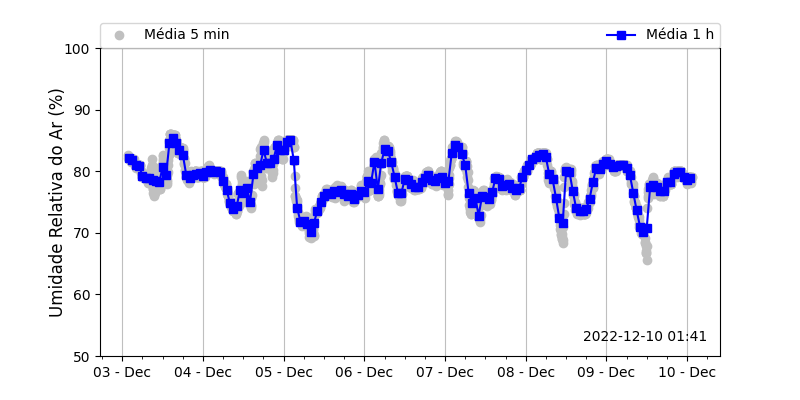 Média 5 min
Média 1 h
Umidade Relativa do Ar (%)
100
90
80
70
60
50
2022-12-10 01:41
03 - Dec
04 - Dec
05 - Dec
06 - Dec
07 - Dec
08 - Dec
09 - Dec
10 - Dec